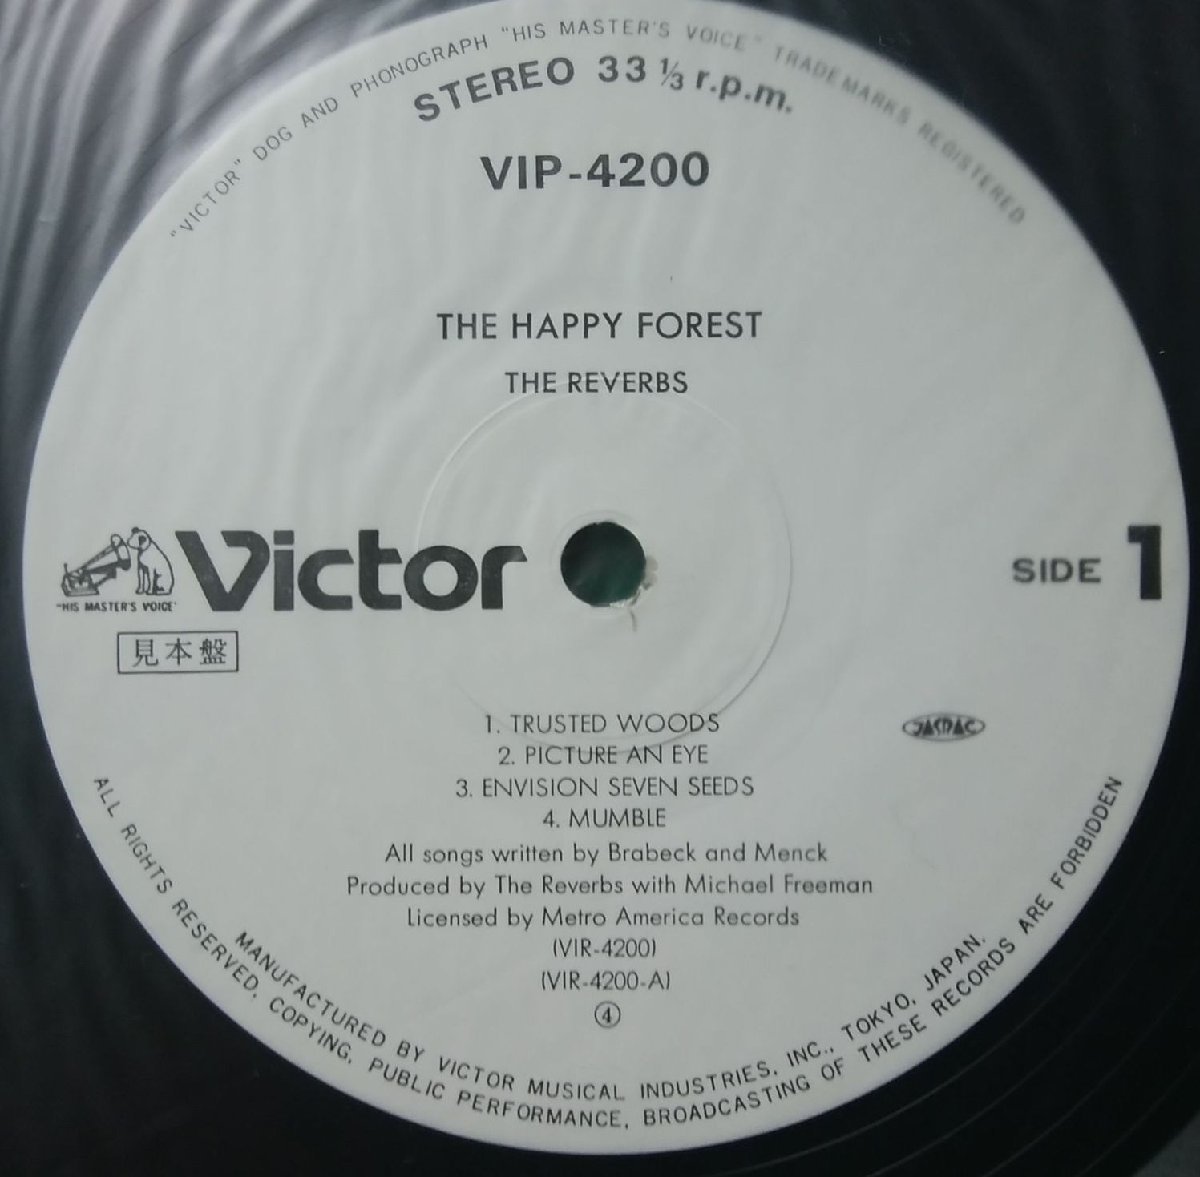 "VICTOR" DOG AND PHONOGRAPH "HIS MASTER'S VOICE" TRADE MARKS REGISTERED
STEREO 33 1/3 r.p.m.
VIP-4200
THE HAPPY FOREST
THE REVERBS
Victor
"HIS MASTER'S VOICE"
SIDE 1
見本盤
1. TRUSTED WOODS
2. PICTURE AN EYE
3. ENVISION SEVEN SEEDS
4. MUMBLE
JASRAC
All songs written by Brabeck and Menck
Produced by The Reverbs with Michael Freeman
Licensed by Metro America Records
(VIR-4200)
(VIR-4200-A)
④
MANUFACTURED BY VICTOR MUSICAL INDUSTRIES, INC., TOKYO, JAPAN.
ALL RIGHTS RESERVED, COPYING, PUBLIC PERFORMANCE, BROADCASTING OF THESE RECORDS ARE FORBIDDEN